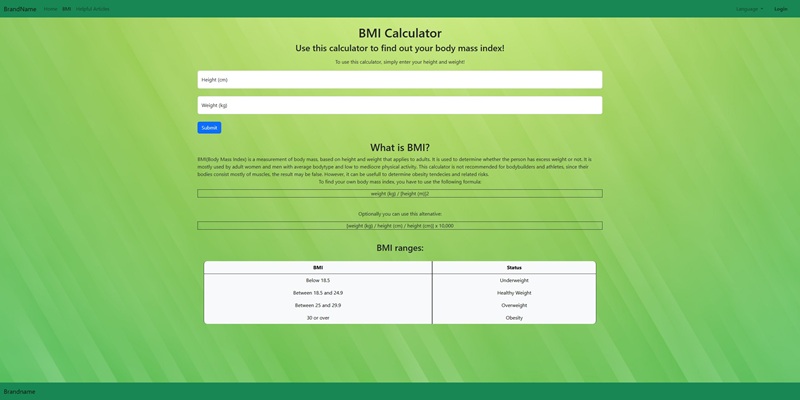 BrandName Home BMI Helpful Articles Language Login
BMI Calculator
Use this calculator to find out your body mass index!
To use this calculator, simply enter your height and weight!
Height (cm)
Weight (kg)
Submit
What is BMI?
BMI(Body Mass Index) is a measurement of body mass, based on height and weight that applies to adults. It is used to determine whether the person has excess weight or not. It is
mostly used by adult women and men with average bodytype and low to mediocre physical activity. This calculator is not recommended for bodybuilders and athletes, since their
bodies consist mostly of muscles, the result may be false. However, it can be usefull to determine obesity tendecies and related risks.
To find your own body mass index, you have to use the following formula:
weight (kg) / [height (m)]2
Optionally you can use this alternative:
[weight (kg) / height (cm) / height (cm)] x 10,000
BMI ranges:
BMI Status
Below 18.5 Underweight
Between 18.5 and 24.9 Healthy Weight
Between 25 and 29.9 Overweight
30 or over Obesity
Brandname